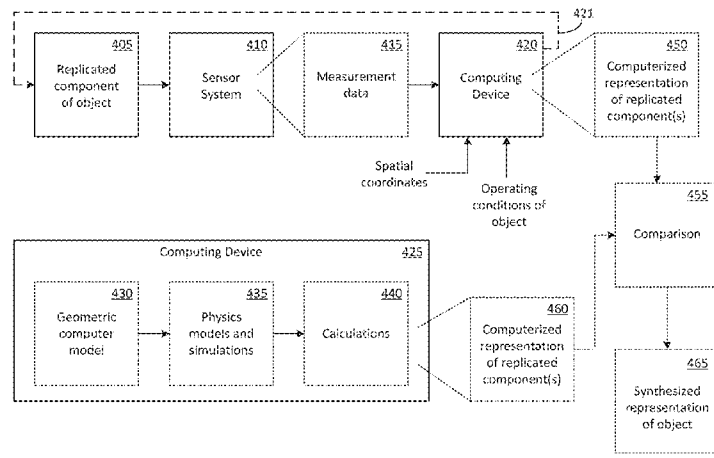 421
405
Replicated
component
of object
410
Sensor
System
415
Measurement
data
420
Computing
Device
450
Computerized
representation
of replicated
component(s)
Spatial
coordinates
Operating
conditions of
object
455
Comparison
Computing Device
425
430
Geometric
computer
model
435
Physics
models and
simulations
440
Calculations
460
Computerized
representation
of replicated
component(s)
465
Synthesized
representation
of object